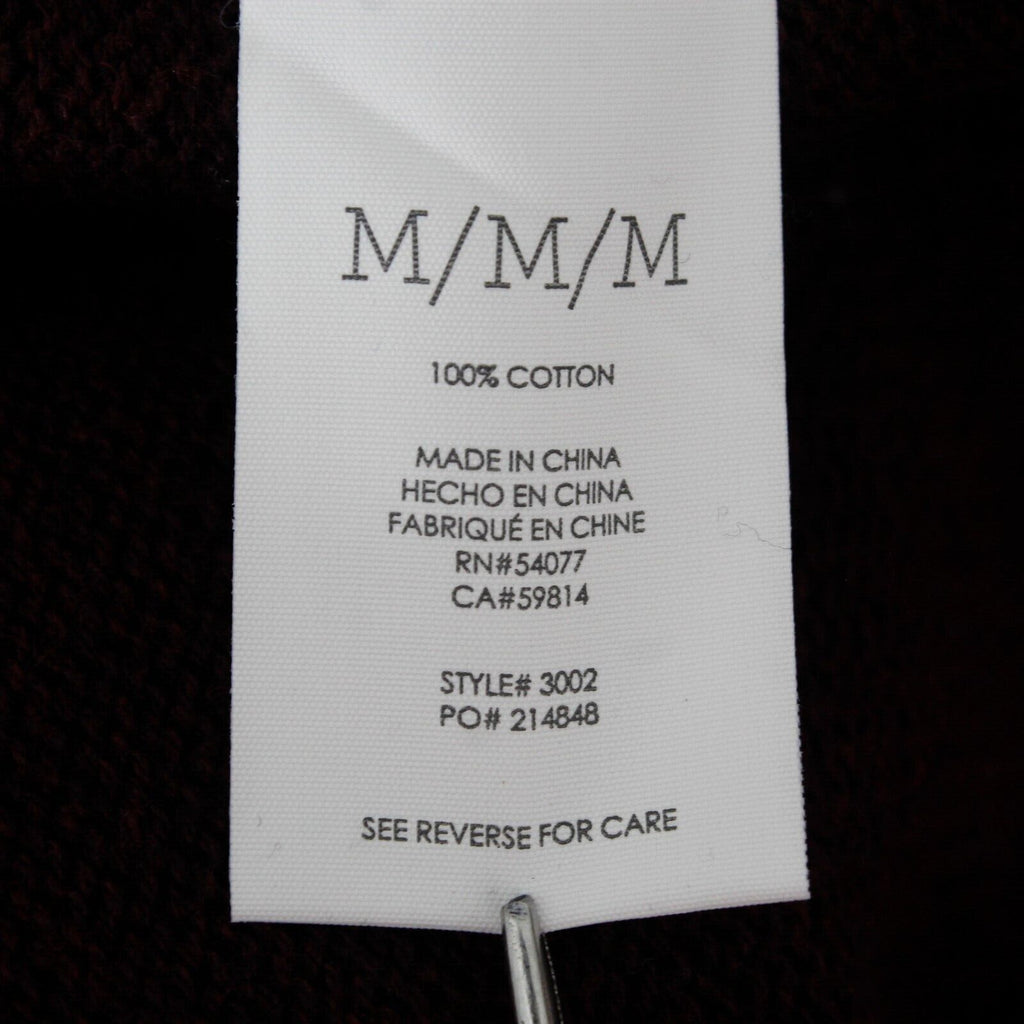 M/M/M
100% COTTON
MADE IN CHINA
HECHO EN CHINA
FABRIQUÉ EN CHINE
RN#54077
CA#59814
STYLE# 3002
PO# 214848
SEE REVERSE FOR CARE